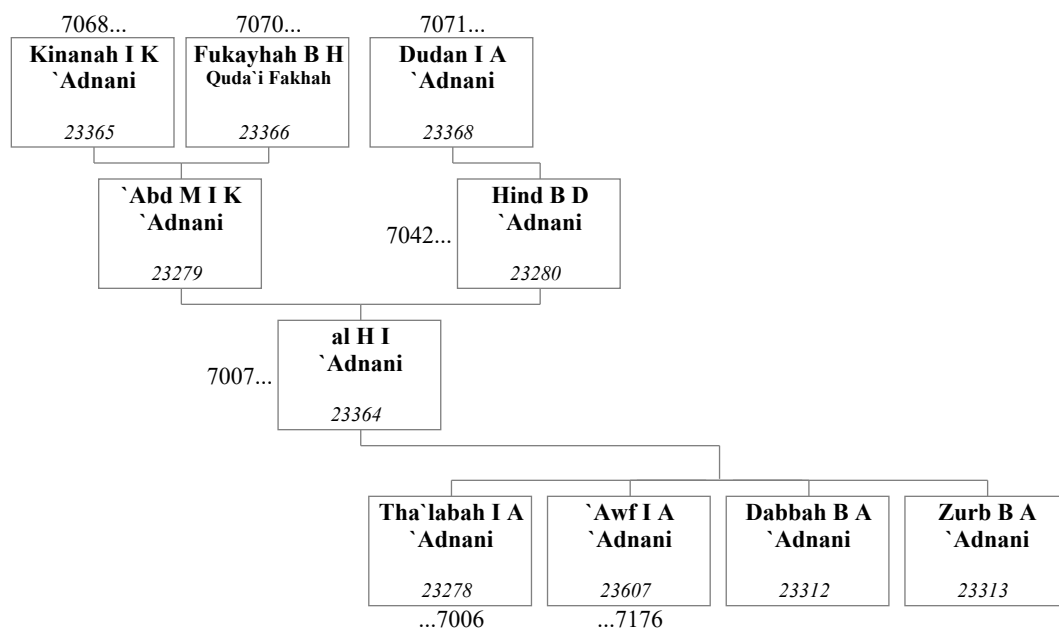 7068...
7070...
7071...
Kinanah I K
`Adnani
23365
Fukayhah B H
Quda`i Fakhah
23366
Dudan I A
`Adnani
23368
`Abd M I K
`Adnani
23279
7042...
Hind B D
`Adnani
23280
7007...
al H I
`Adnani
23364
Tha`labah I A
`Adnani
23278
...7006
`Awf I A
`Adnani
23607
...7176
Dabbah B A
`Adnani
23312
Zurb B A
`Adnani
23313